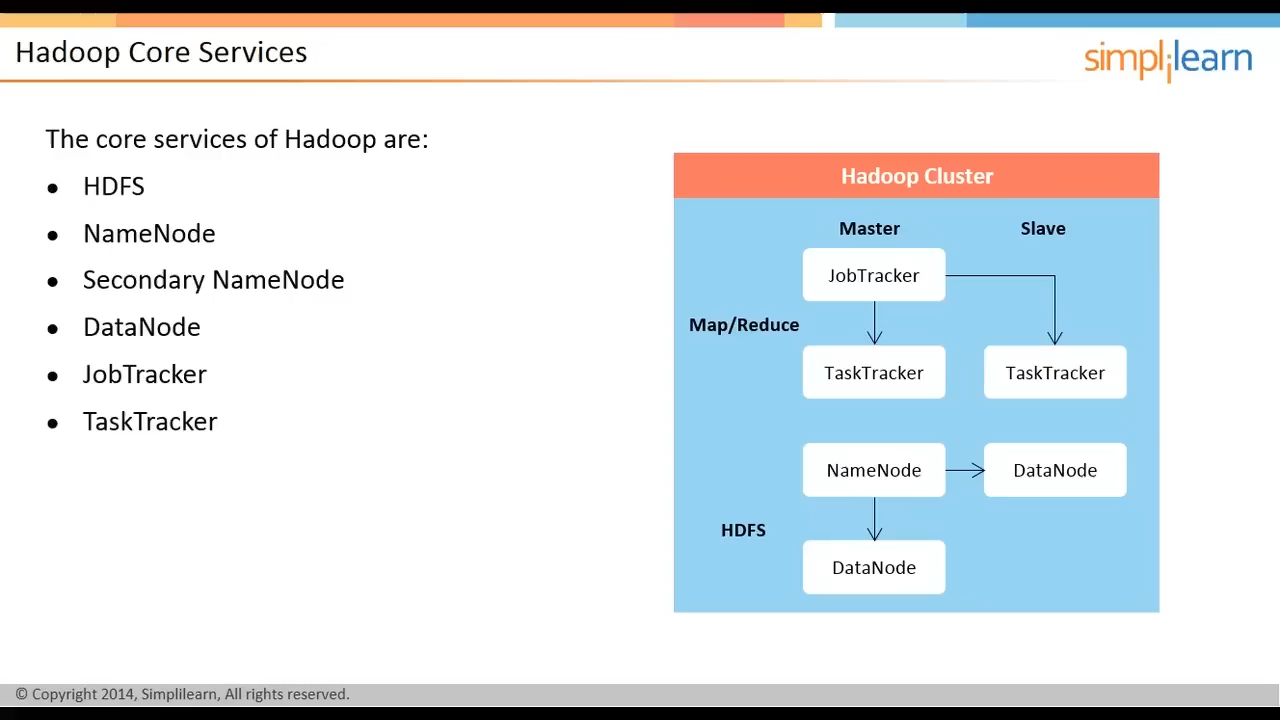 Hadoop Core Services
simplilearn
The core services of Hadoop are:
• HDFS
• NameNode
• Secondary NameNode
• DataNode
• JobTracker
• TaskTracker
Hadoop Cluster
Master Slave
JobTracker
Map/Reduce
TaskTracker TaskTracker
NameNode DataNode
HDFS
DataNode
© Copyright 2014, Simplilearn, All rights reserved.